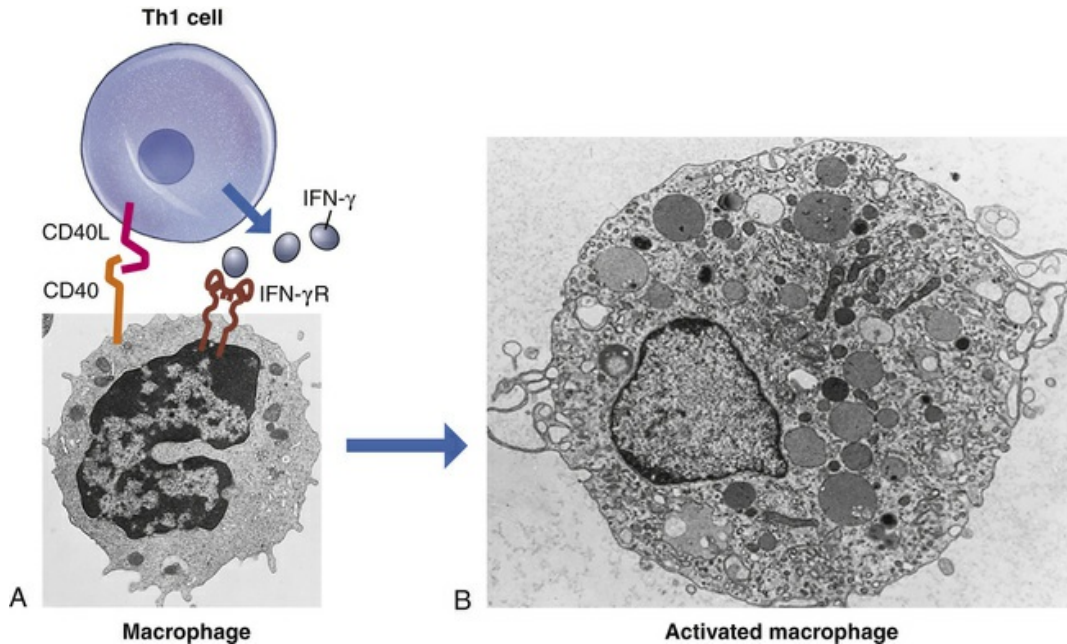 Th1 cell
IFN-γ
CD40L
CD40
IFN-γR
A
Macrophage
B
Activated macrophage